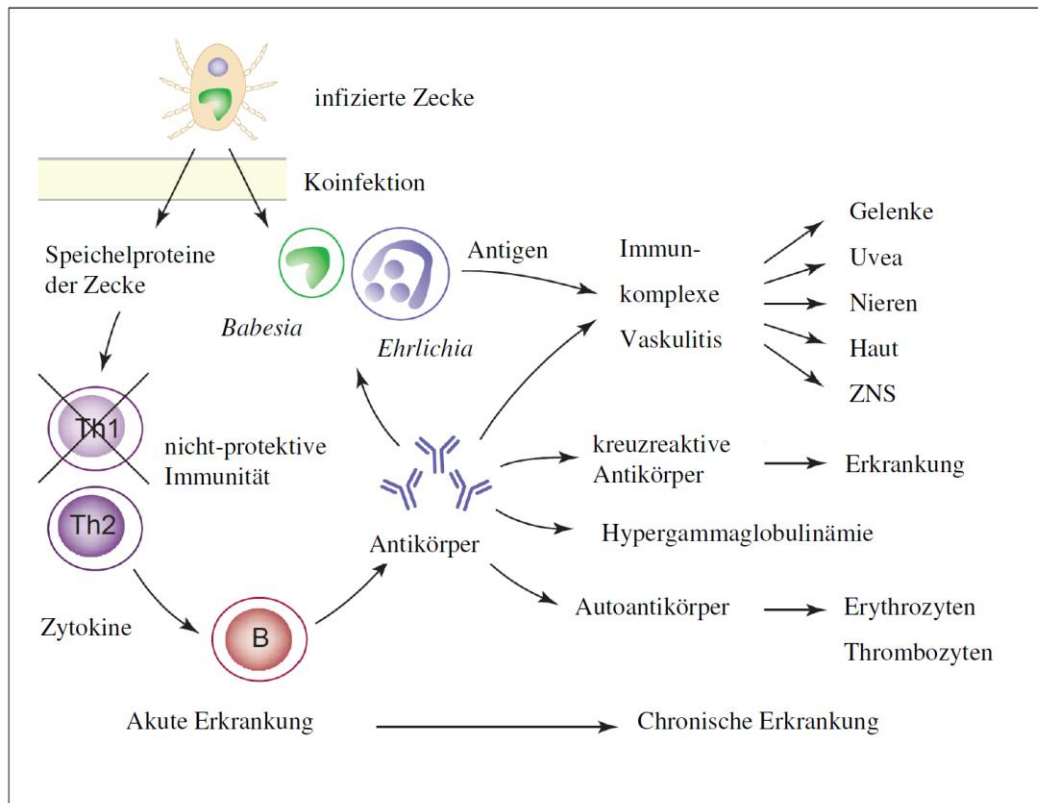 infizierte Zecke
Koinfektion
Speichelproteine
der Zecke
Babesia
Ehrlichia
Antigen
Immun-
komplexe
Vaskulitis
Gelenke
Uvea
Nieren
Haut
ZNS
Th1
nicht-protektive
Immunität
Th2
Zytokine
B
Antikörper
kreuzreaktive
Antikörper
Erkrankung
Hypergammaglobulinämie
Autoantikörper
Erythrozyten
Thrombozyten
Akute Erkrankung
Chronische Erkrankung